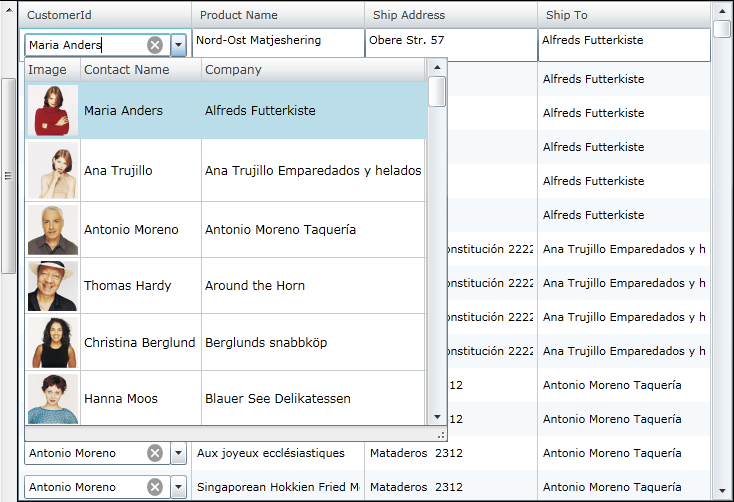 CustomerId Product Name Ship Address Ship To
Maria Anders Nord-Ost Matjeshering Obere Str. 57 Alfreds Futterkiste
Image Contact Name Company
Alfreds Futterkiste
Maria Anders Alfreds Futterkiste
Alfreds Futterkiste
Alfreds Futterkiste
Ana Trujillo Ana Trujillo Emparedados y helados
Alfreds Futterkiste
Alfreds Futterkiste
Antonio Moreno Antonio Moreno Taquería
onstitución 2222 Ana Trujillo Emparedados y h
Thomas Hardy Around the Horn
onstitución 2222 Ana Trujillo Emparedados y h
onstitución 2222 Ana Trujillo Emparedados y h
Christina Berglund Berglunds snabbköp
onstitución 2222 Ana Trujillo Emparedados y h
312 Antonio Moreno Taquería
Hanna Moos Blauer See Delikatessen
312 Antonio Moreno Taquería
Antonio Moreno Aux joyeux ecclésiastiques Mataderos 2312 Antonio Moreno Taquería
Antonio Moreno Singaporean Hokkien Fried M Mataderos 2312 Antonio Moreno Taquería